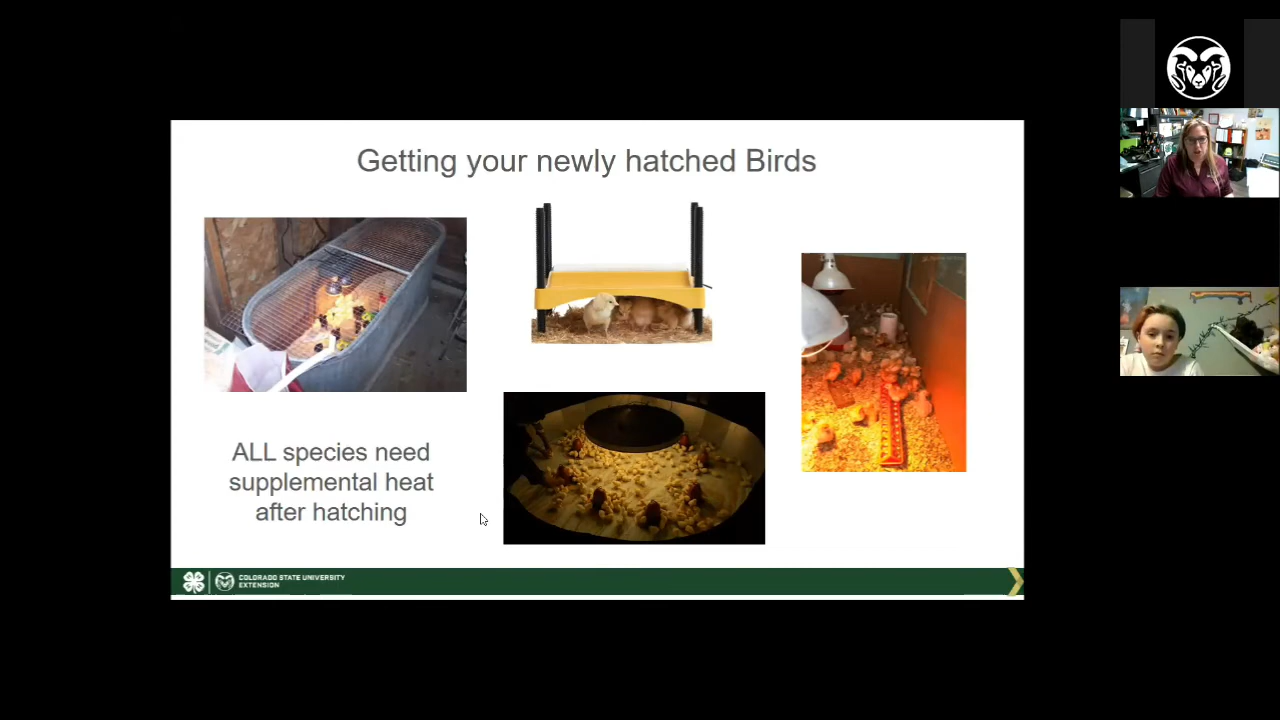 Getting your newly hatched Birds
ALL species need
supplemental heat
after hatching
COLORADO STATE UNIVERSITY
EXTENSION